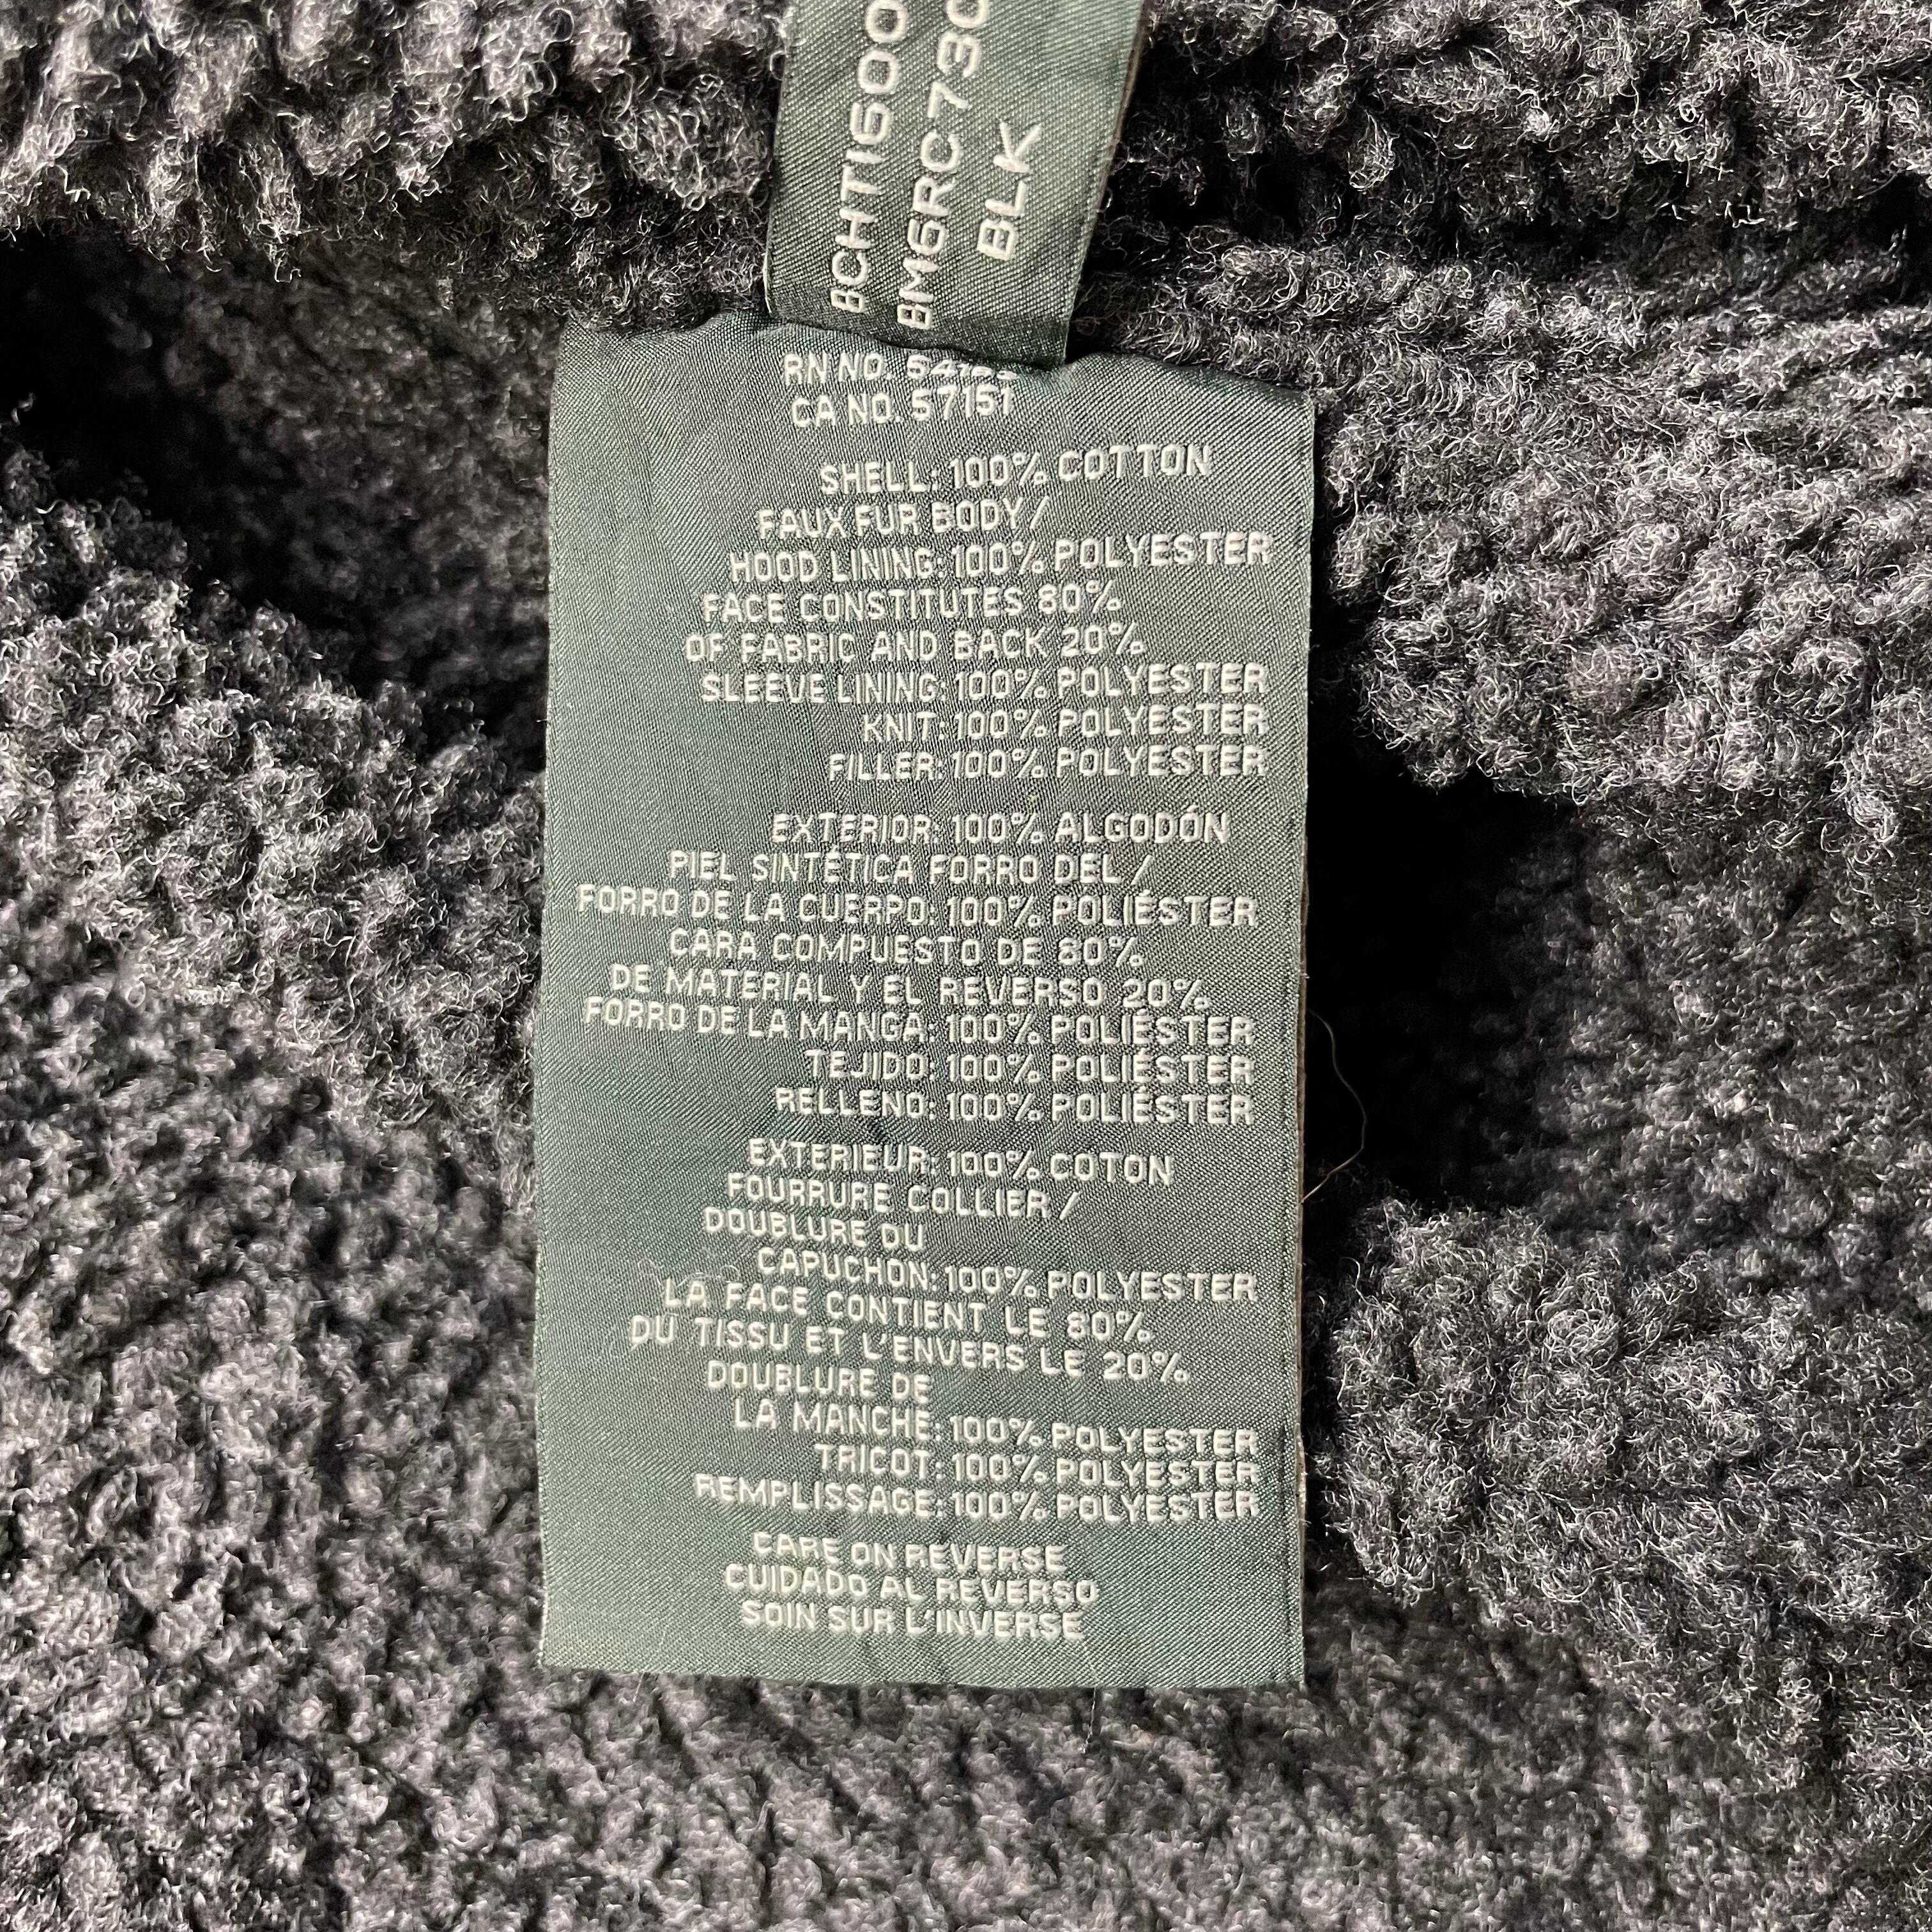 BLK
RN NO.
CA NO. 57151
SHELL: 100% COTTON
FAUX FUR BODY /
HOOD LINING: 100% POLYESTER
FACE CONSTITUTES 80%
OF FABRIC AND BACK 20%
SLEEVE LINING: 100% POLYESTER
KNIT: 100% POLYESTER
FILLER: 100% POLYESTER
EXTERIOR: 100% ALGODÓN
PIEL SINTÉTICA FORRO DEL /
FORRO DE LA CUERPO: 100% POLIÉSTER
CARA COMPUESTO DE 80%
DE MATERIAL Y EL REVERSO 20%
FORRO DE LA MANGA: 100% POLIÉSTER
TEJIDO: 100% POLIÉSTER
RELLENO: 100% POLIÉSTER
EXTERIEUR: 100% COTON
FOURRURE COLLIER /
DOUBLURE DU
CAPUCHON: 100% POLYESTER
LA FACE CONTIENT LE 80%
DU TISSU ET L'ENVERS LE 20%
DOUBLURE DE
LA MANCHE: 100% POLYESTER
TRICOT: 100% POLYESTER
REMPLISSAGE: 100% POLYESTER
CARE ON REVERSE
CUIDADO AL REVERSO
SOIN SUR L'INVERSE